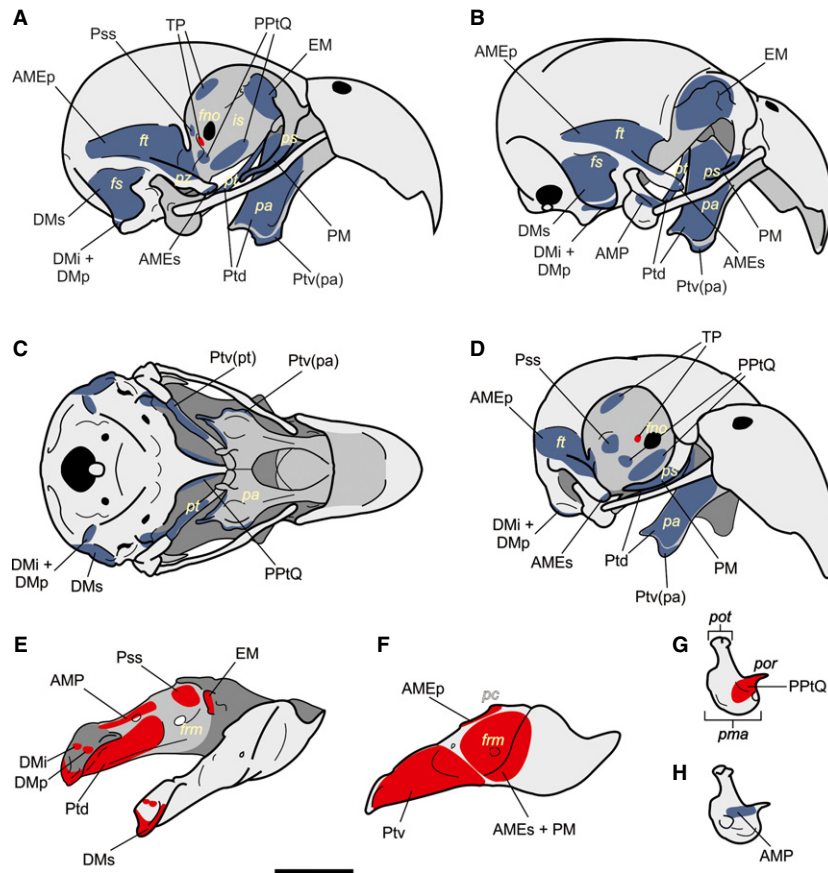 A
Pss
TP
PPtQ
EM
AMEp
fno
is
ft
ps
fs
pz
pt
pa
DMs
DMi +
DMp
AMEs
Ptd
PM
Ptv(pa)
B
EM
AMEp
ft
fs
pt
ps
pa
DMs
DMi +
DMp
AMP
Ptd
AMEs
PM
Ptv(pa)
C
Ptv(pt)
Ptv(pa)
pt
pa
DMi +
DMp
DMs
PPtQ
D
TP
Pss
PPtQ
AMEp
fno
ft
ps
pa
DMi +
DMp
AMEs
Ptd
PM
Ptv(pa)
E
Pss
EM
AMP
frm
DMi
DMp
Ptd
DMs
F
pc
AMEp
frm
Ptv
AMEs + PM
G
pot
por
PPtQ
pma
H
AMP